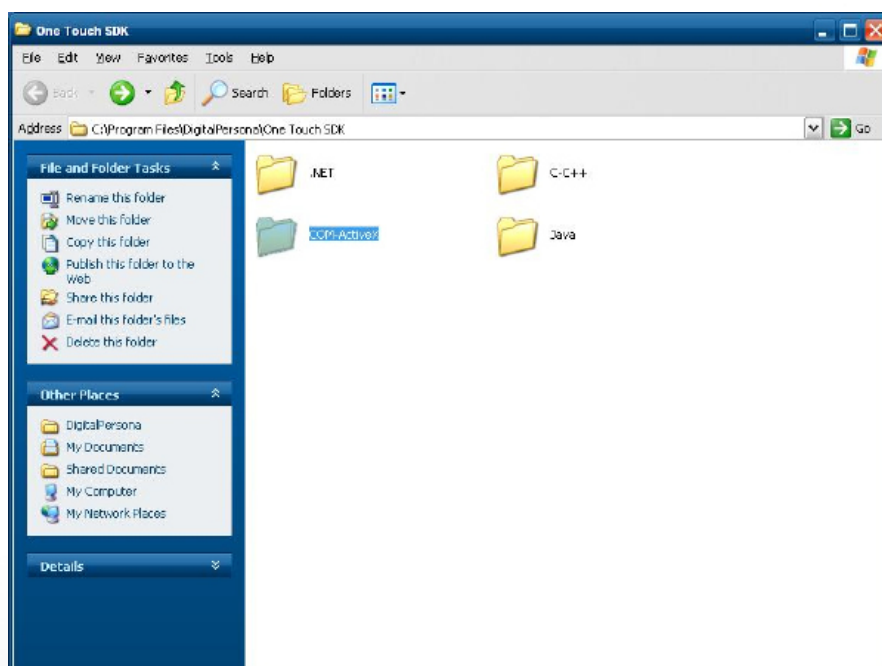 One Touch SDK
File Edit View Favorites Tools Help
Back Search Folders
Address C:\Program Files\DigitalPersona\One Touch SDK Go
File and Folder Tasks
Rename this folder
Move this folder
Copy this folder
Publish this folder to the
Web
Share this folder
E-mail this folder's files
Delete this folder
Other Places
DigitalPersona
My Documents
Shared Documents
My Computer
My Network Places
Details
.NET C-C++
COM-ActiveX Java